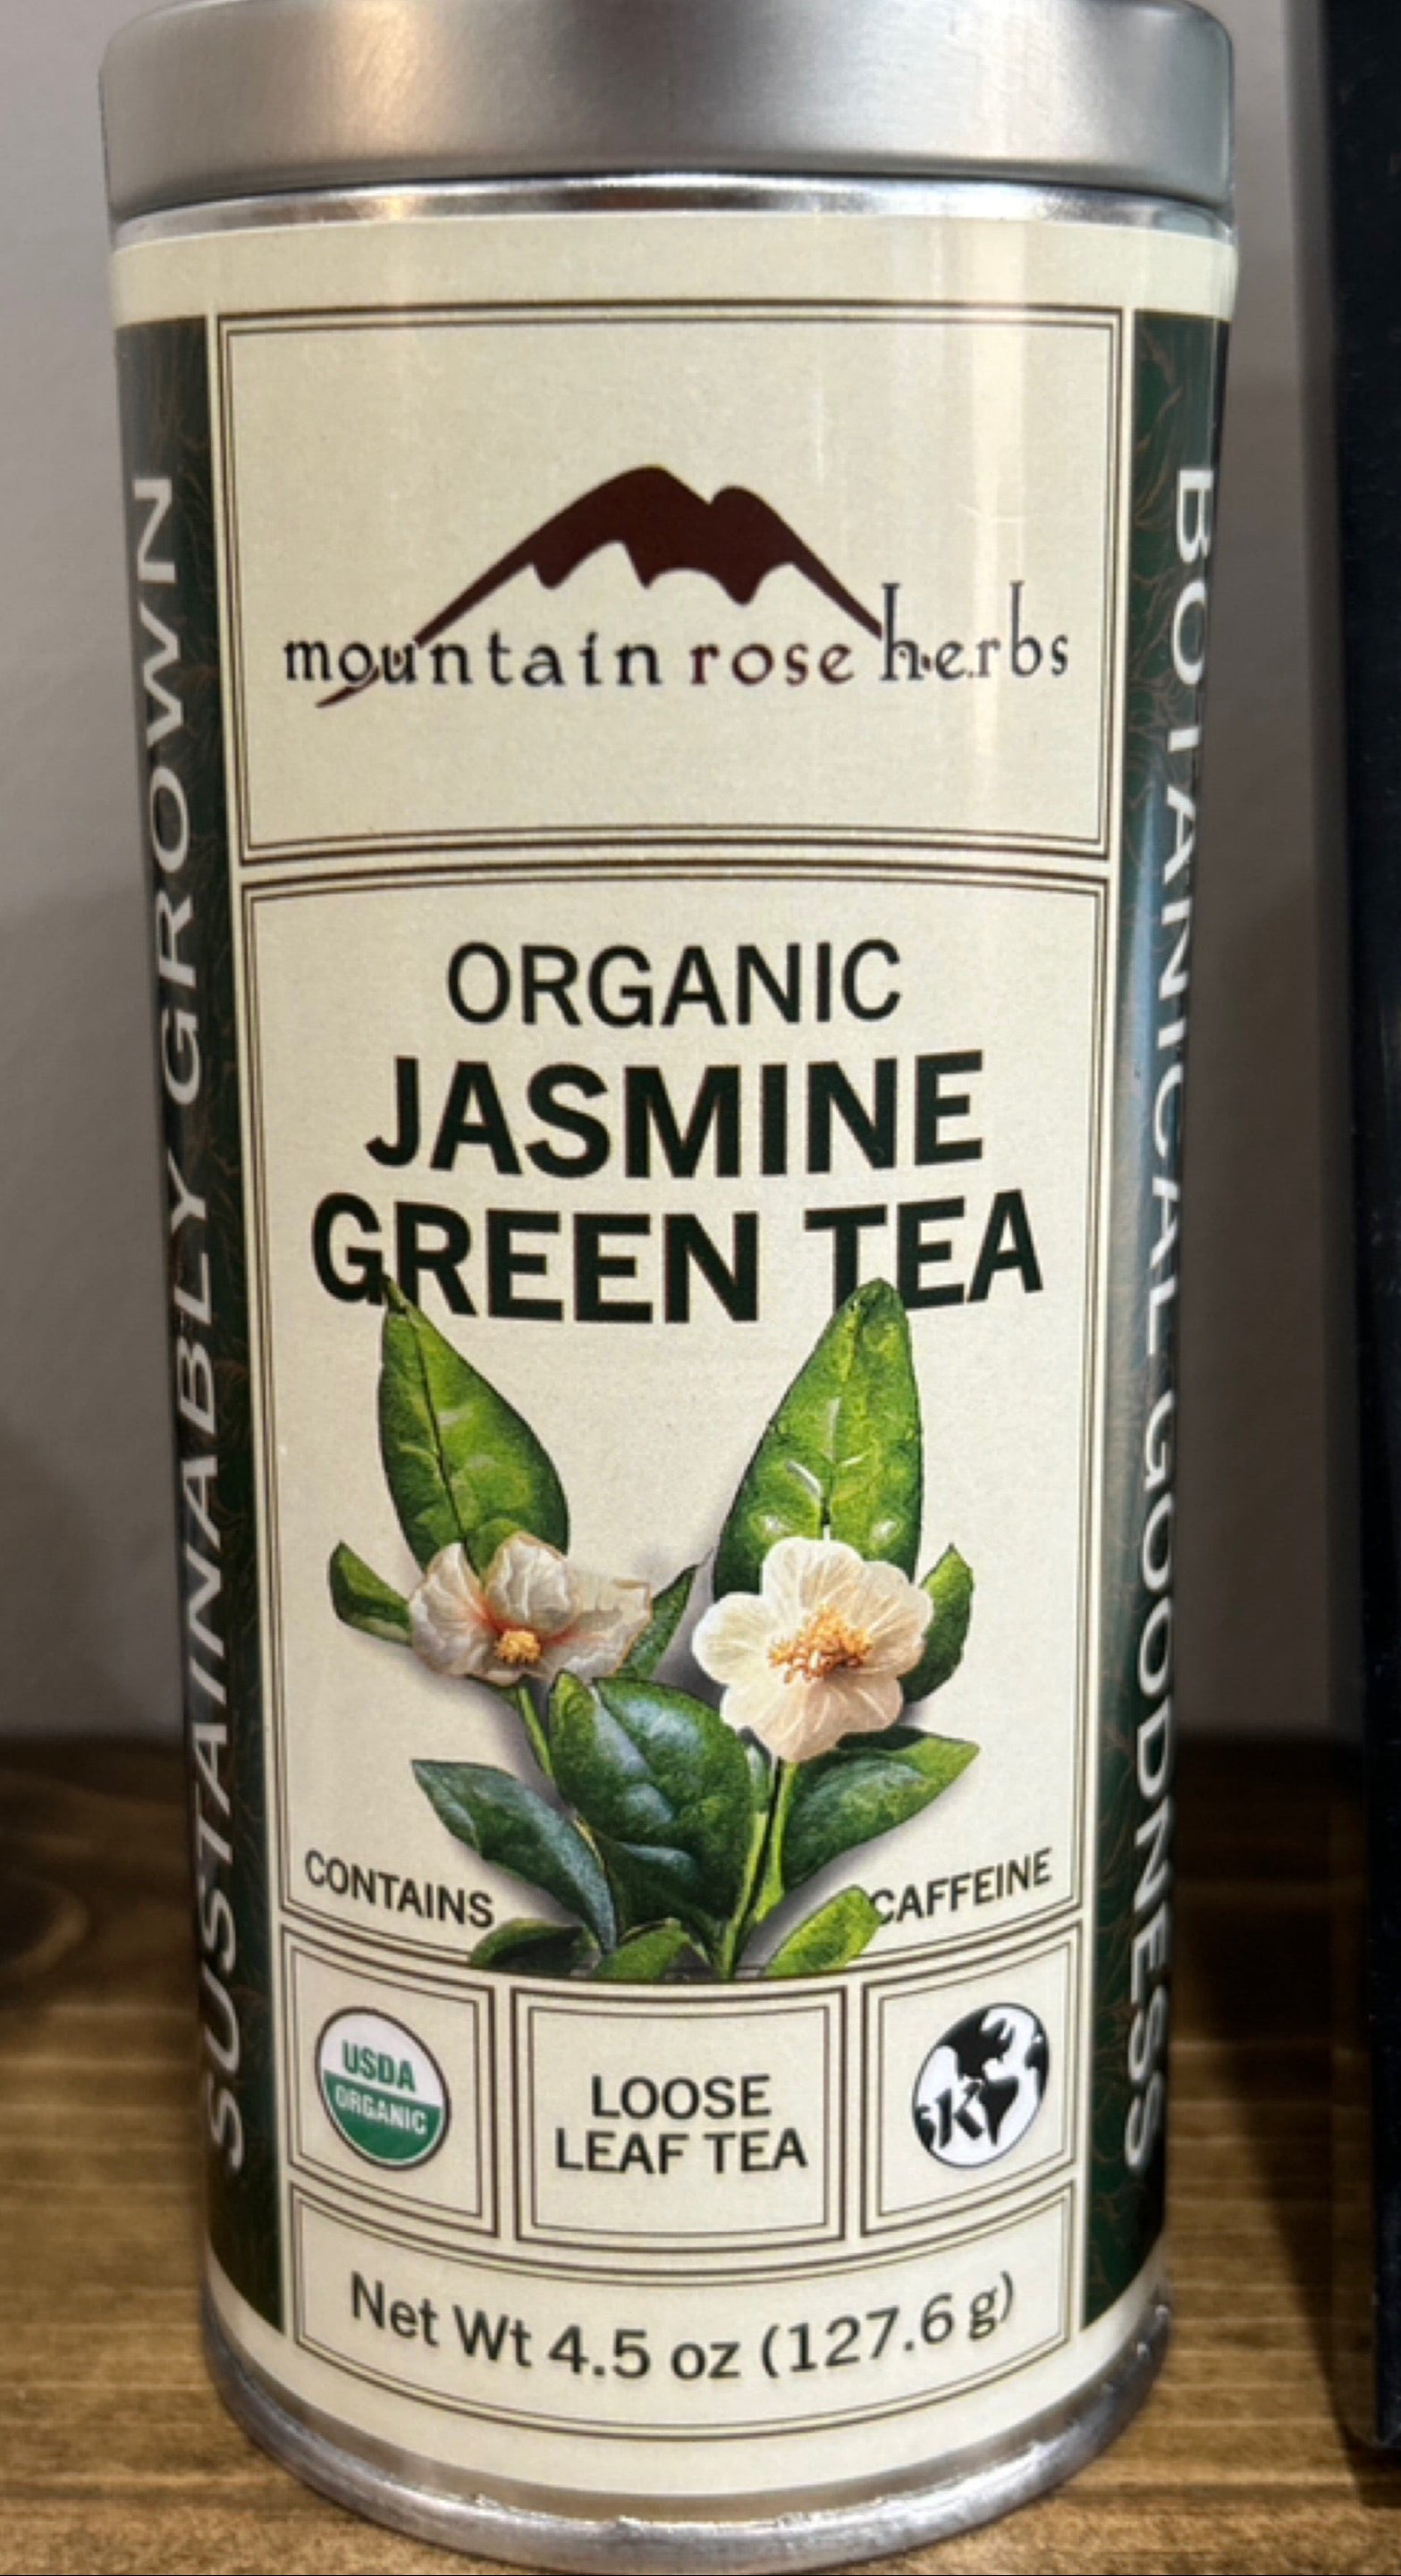 mountain rose herbs
ORGANIC
JASMINE
GREEN TEA
CONTAINS CAFFEINE
USDA
ORGANIC
LOOSE
LEAF TEA
K
Net Wt 4.5 oz (127.6 g)
SUSTAINABLY GROWN
BOTANICAL GOODNESS